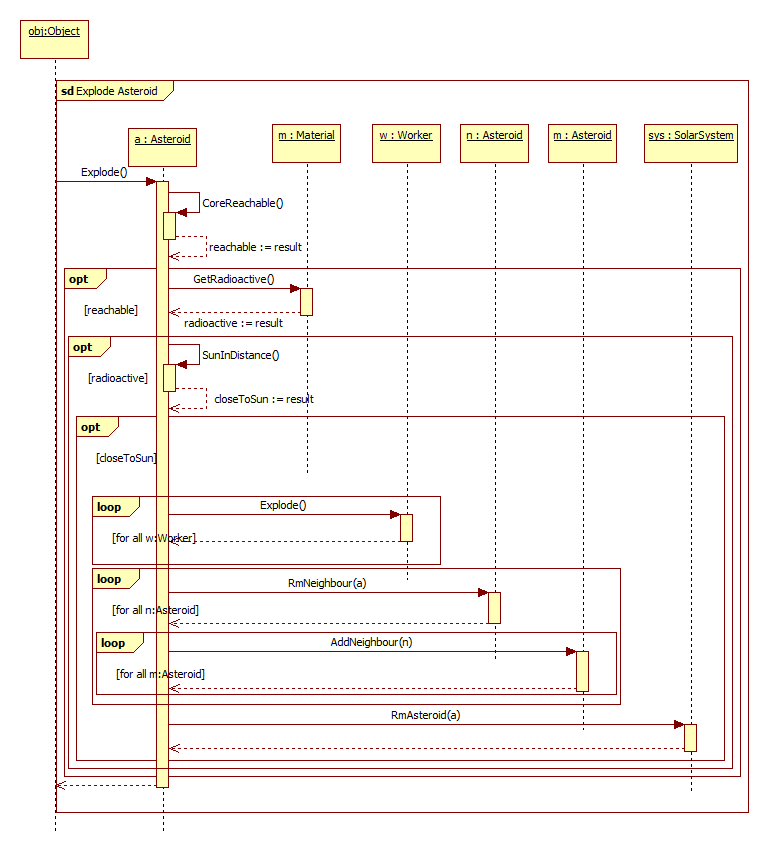 obj:Object
sd Explode Asteroid
a : Asteroid
m : Material
w : Worker
n : Asteroid
m : Asteroid
sys : SolarSystem
Explode()
CoreReachable()
reachable := result
opt
GetRadioactive()
[reachable]
radioactive := result
opt
SunInDistance()
[radioactive]
closeToSun := result
opt
[closeToSun]
loop
Explode()
[for all w:Worker]
loop
RmNeighbour(a)
[for all n:Asteroid]
loop
AddNeighbour(n)
[for all m:Asteroid]
RmAsteroid(a)